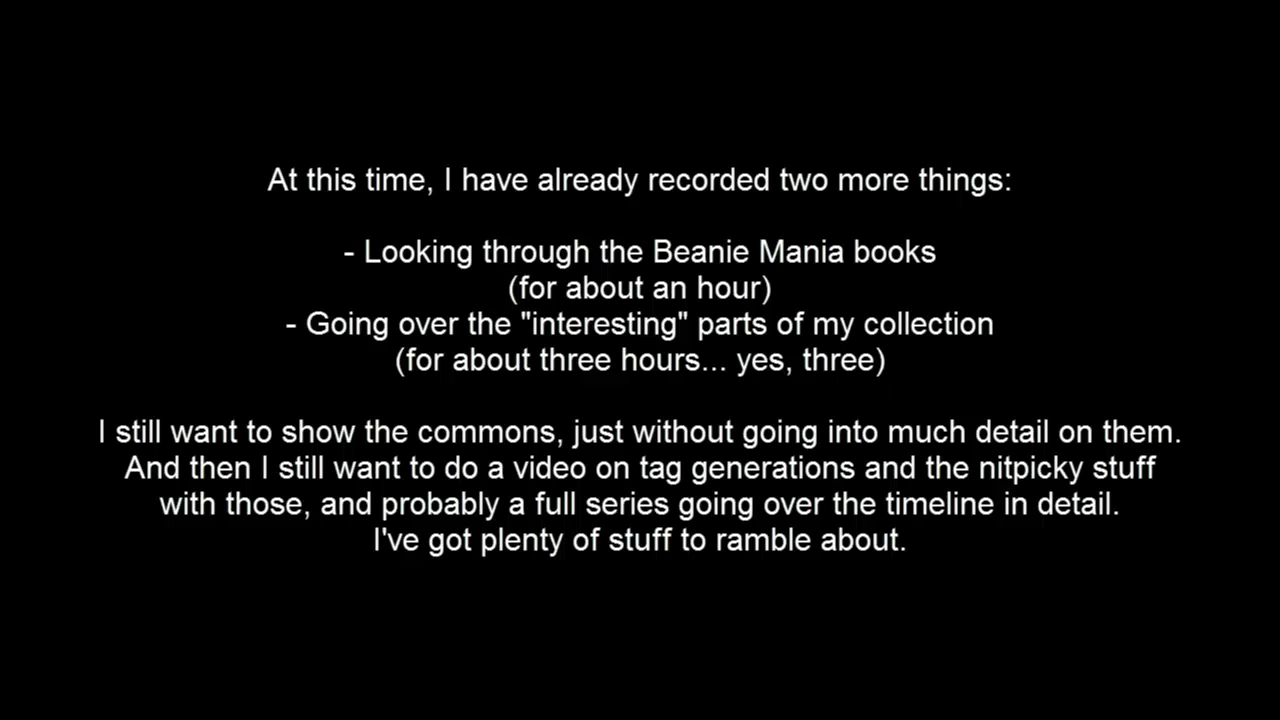 At this time, I have already recorded two more things:
- Looking through the Beanie Mania books
(for about an hour)
- Going over the "interesting" parts of my collection
(for about three hours... yes, three)
I still want to show the commons, just without going into much detail on them.
And then I still want to do a video on tag generations and the nitpicky stuff
with those, and probably a full series going over the timeline in detail.
I've got plenty of stuff to ramble about.